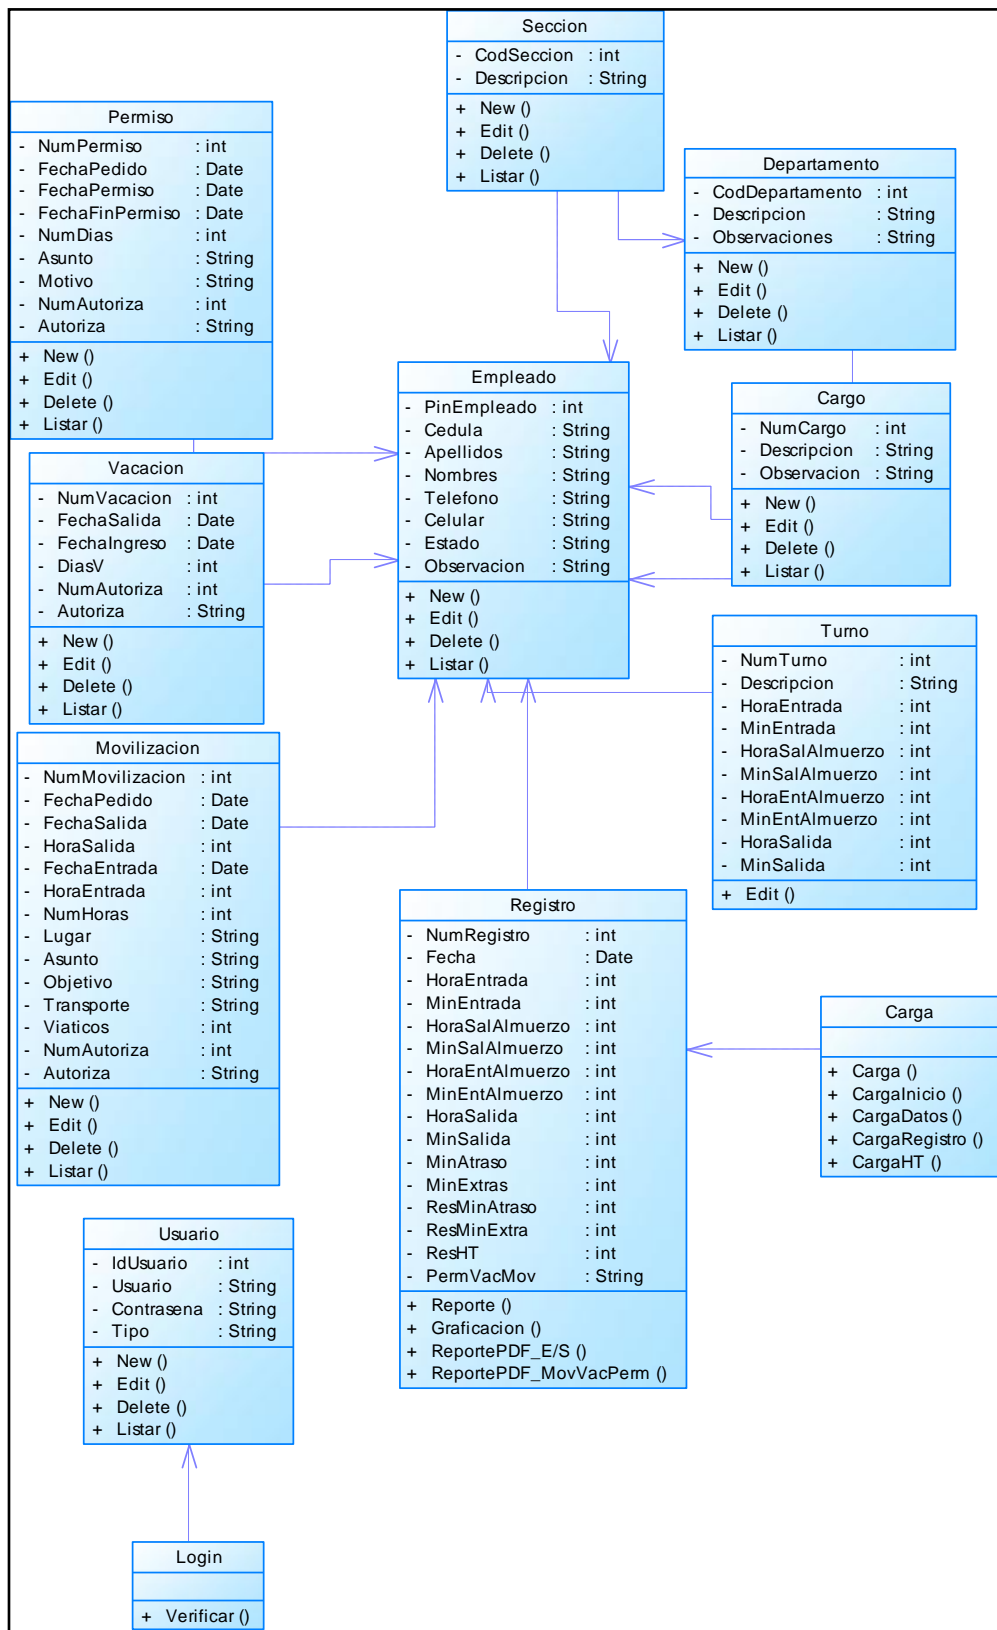 Seccion
- CodSeccion : int
- Descripcion : String
+ New ()
+ Edit ()
+ Delete ()
+ Listar ()
Permiso
- NumPermiso : int
- FechaPedido : Date
- FechaPermiso : Date
- FechaFinPermiso : Date
- NumDias : int
- Asunto : String
- Motivo : String
- NumAutoriza : int
- Autoriza : String
+ New ()
+ Edit ()
+ Delete ()
+ Listar ()
Departamento
- CodDepartamento : int
- Descripcion : String
- Observaciones : String
+ New ()
+ Edit ()
+ Delete ()
+ Listar ()
Empleado
- PinEmpleado : int
- Cedula : String
- Apellidos : String
- Nombres : String
- Telefono : String
- Celular : String
- Estado : String
- Observacion : String
+ New ()
+ Edit ()
+ Delete ()
+ Listar ()
Cargo
- NumCargo : int
- Descripcion : String
- Observacion : String
+ New ()
+ Edit ()
+ Delete ()
+ Listar ()
Vacacion
- NumVacacion : int
- FechaSalida : Date
- FechaIngreso : Date
- DiasV : int
- NumAutoriza : int
- Autoriza : String
+ New ()
+ Edit ()
+ Delete ()
+ Listar ()
Turno
- NumTurno : int
- Descripcion : String
- HoraEntrada : int
- MinEntrada : int
- HoraSalAlmuerzo : int
- MinSalAlmuerzo : int
- HoraEntAlmuerzo : int
- MinEntAlmuerzo : int
- HoraSalida : int
- MinSalida : int
+ Edit ()
Movilizacion
- NumMovilizacion : int
- FechaPedido : Date
- FechaSalida : Date
- HoraSalida : int
- FechaEntrada : Date
- HoraEntrada : int
- NumHoras : int
- Lugar : String
- Asunto : String
- Objetivo : String
- Transporte : String
- Viaticos : int
- NumAutoriza : int
- Autoriza : String
+ New ()
+ Edit ()
+ Delete ()
+ Listar ()
Registro
- NumRegistro : int
- Fecha : Date
- HoraEntrada : int
- MinEntrada : int
- HoraSalAlmuerzo : int
- MinSalAlmuerzo : int
- HoraEntAlmuerzo : int
- MinEntAlmuerzo : int
- HoraSalida : int
- MinSalida : int
- MinAtraso : int
- MinExtras : int
- ResMinAtraso : int
- ResMinExtra : int
- ResHT : int
- PermVacMov : String
+ Reporte ()
+ Graficacion ()
+ ReportePDF_E/S ()
+ ReportePDF_MovVacPerm ()
Carga
+ Carga ()
+ CargaInicio ()
+ CargaDatos ()
+ CargaRegistro ()
+ CargaHT ()
Usuario
- IdUsuario : int
- Usuario : String
- Contrasena : String
- Tipo : String
+ New ()
+ Edit ()
+ Delete ()
+ Listar ()
Login
+ Verificar ()